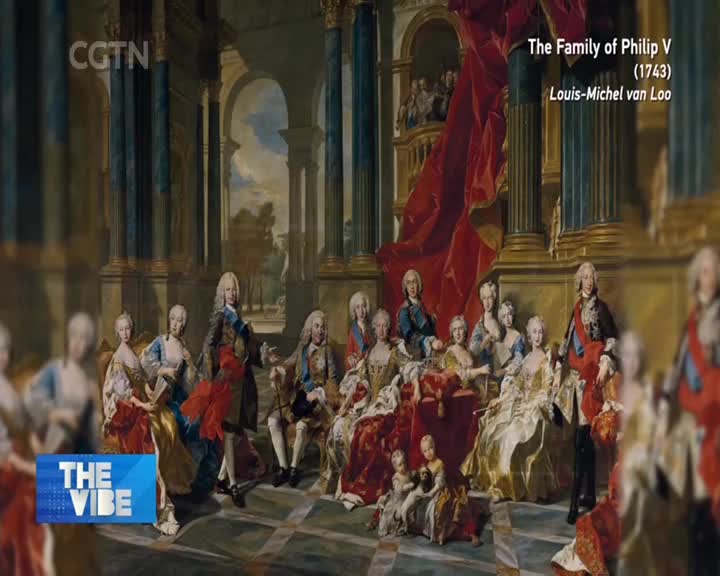 CGTN
The Family of Philip V
(1743)
Louis-Michel van Loo
THE
VIBE